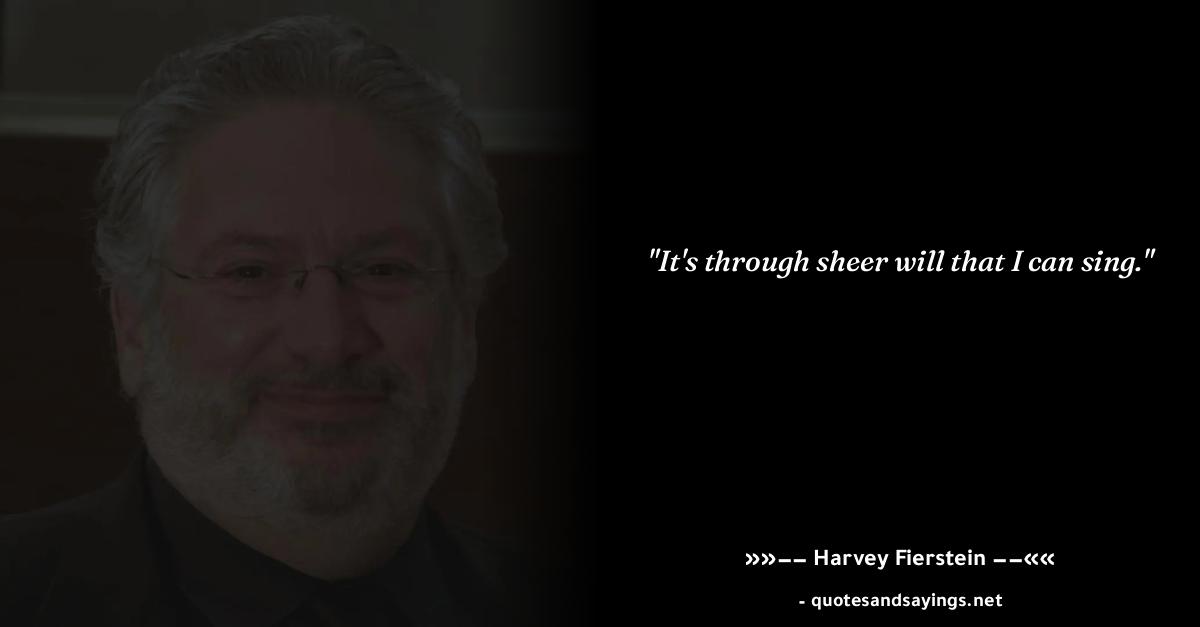 "It's through sheer will that I can sing."
»»−− Harvey Fierstein −−««
- quotesandsayings.net